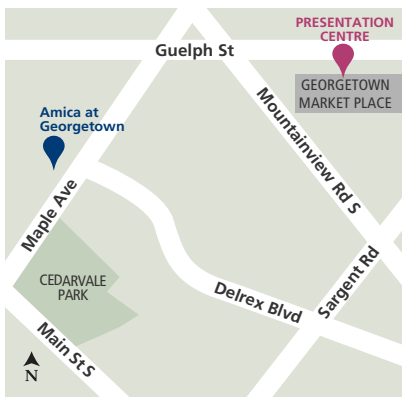 PRESENTATION
CENTRE
Guelph St
GEORGETOWN
MARKET PLACE
Amica at
Georgetown
Mountainview Rd S
Maple Ave
CEDARVALE
PARK
Delrex Blvd
Sargent Rd
Main St S
N